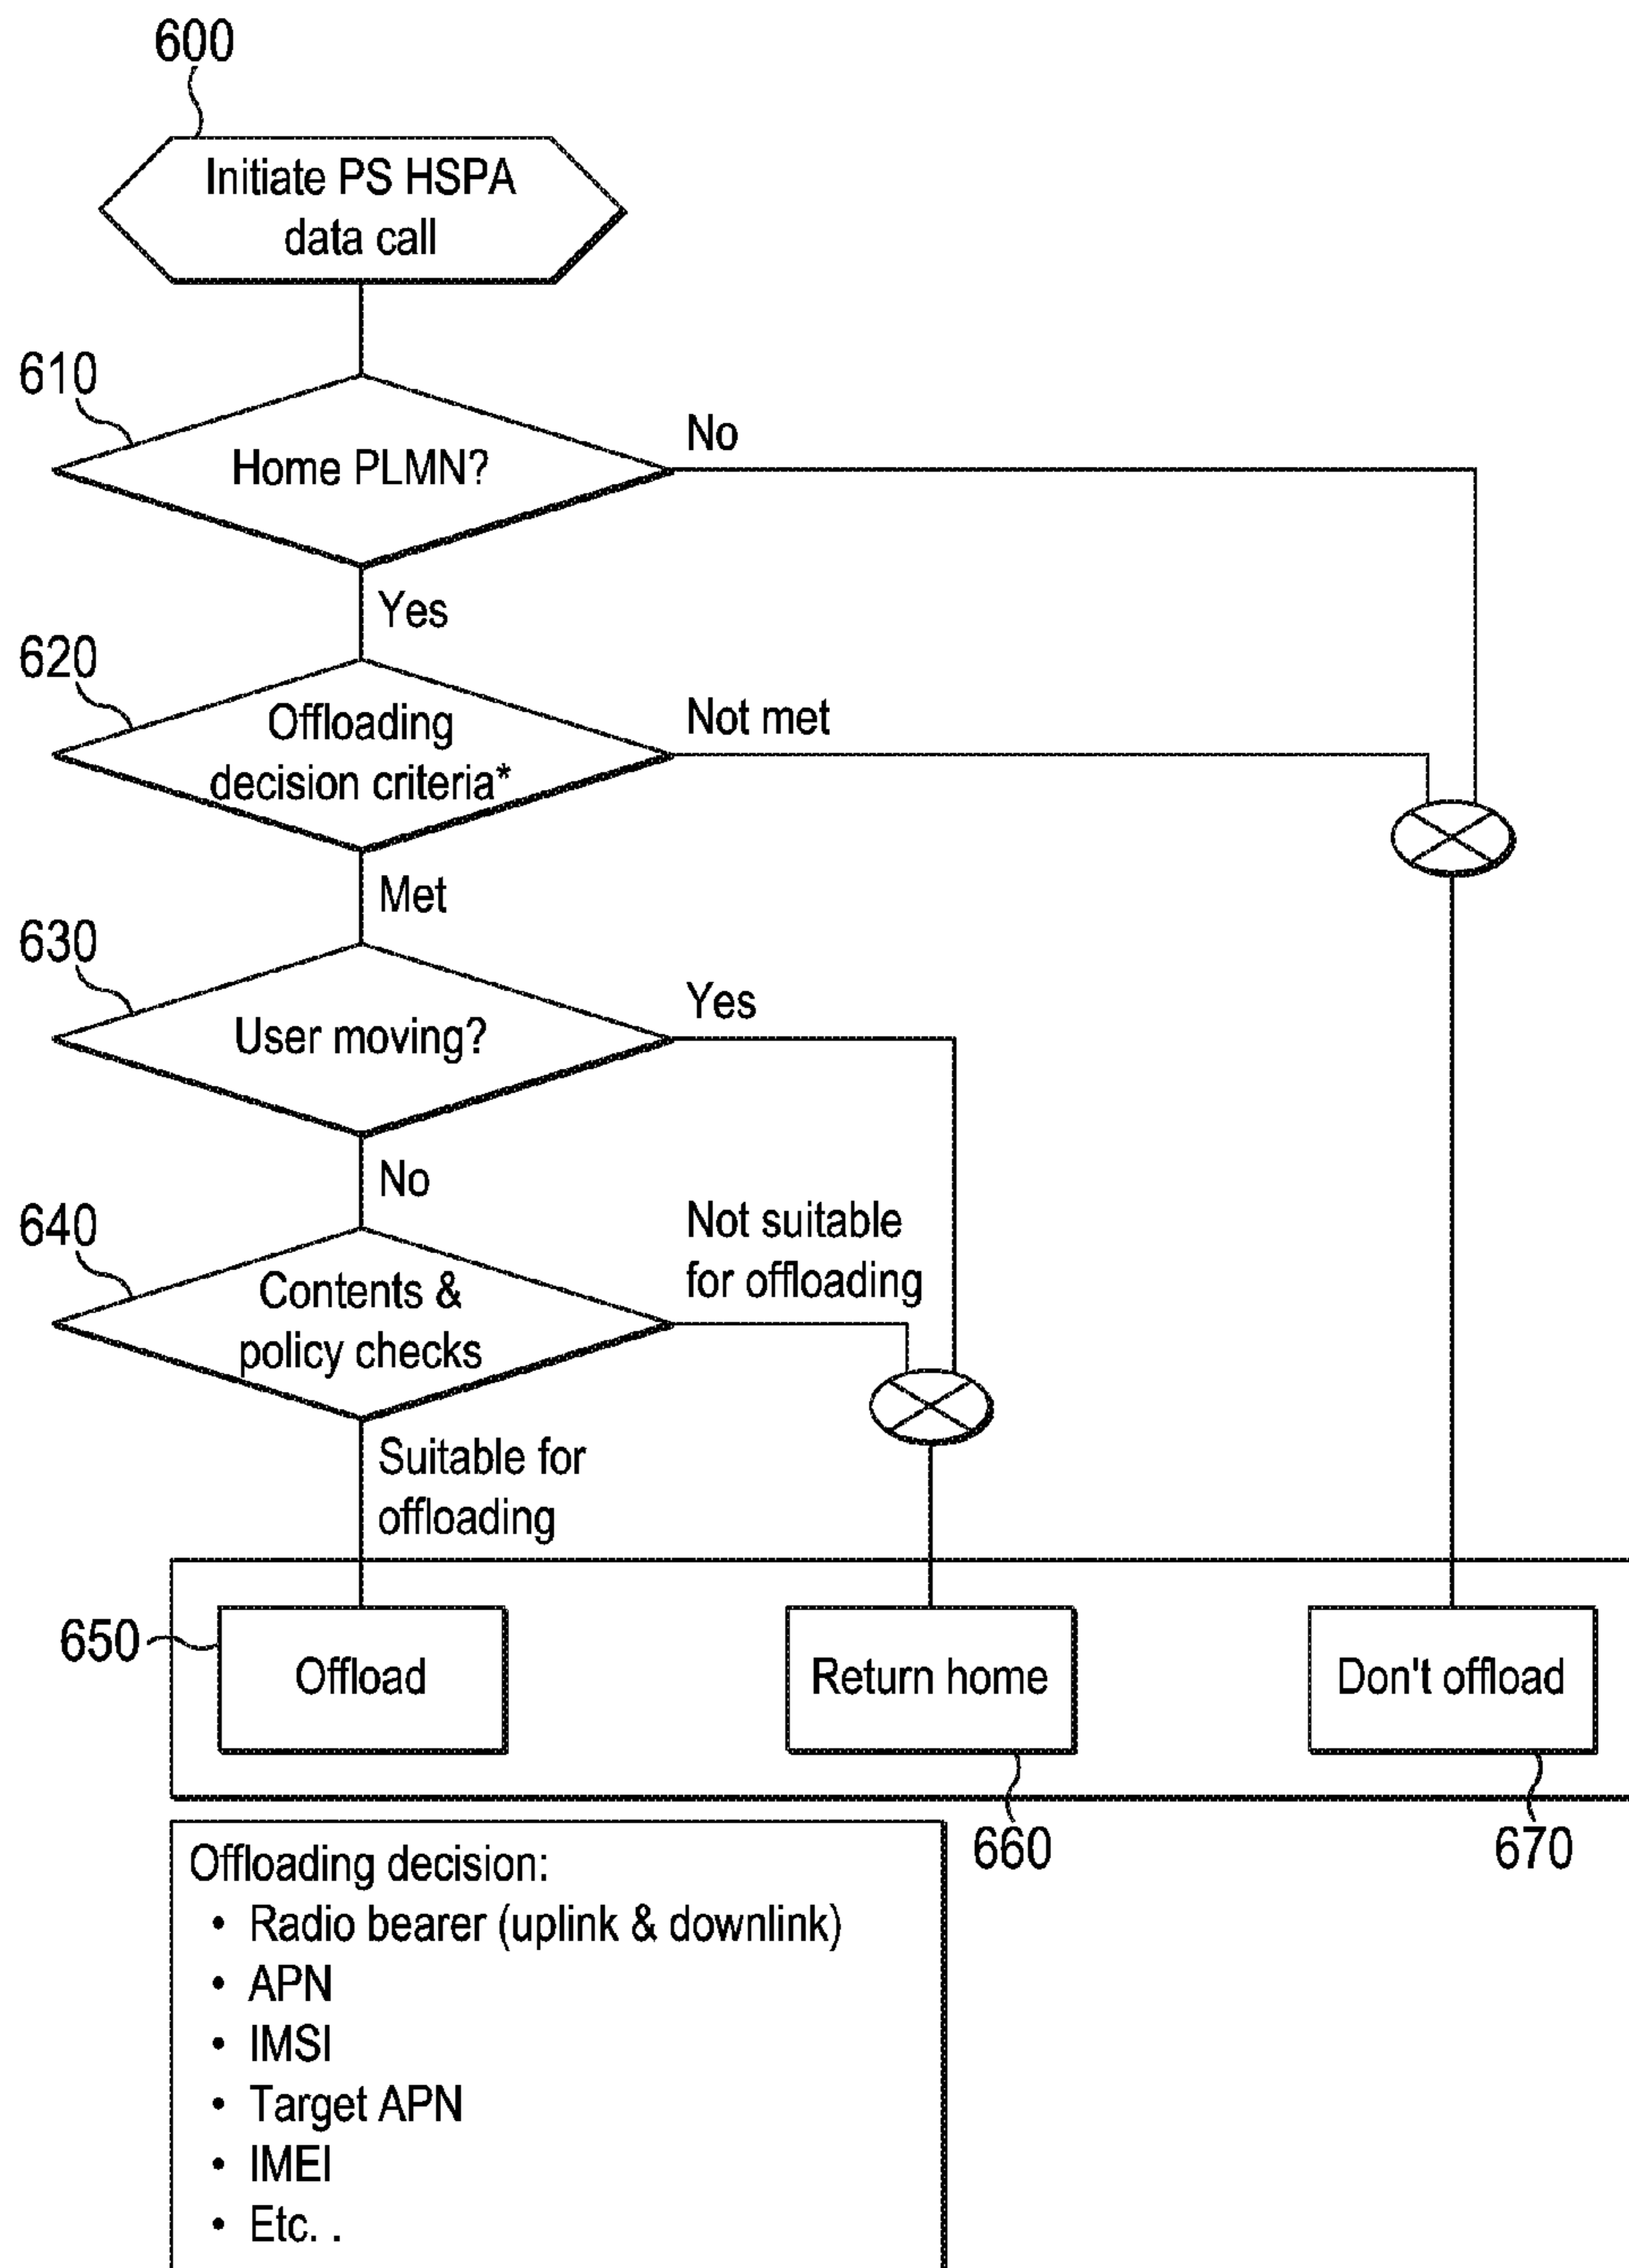 600
Initiate PS HSPA
data call
610
Home PLMN?
No
Yes
620
Offloading
decision criteria*
Not met
Met
630
User moving?
Yes
No
640
Contents &
policy checks
Not suitable
for offloading
Suitable for
offloading
650
Offload
Return home
Don't offload
660
670
Offloading decision:
• Radio bearer (uplink & downlink)
• APN
• IMSI
• Target APN
• IMEI
• Etc. .